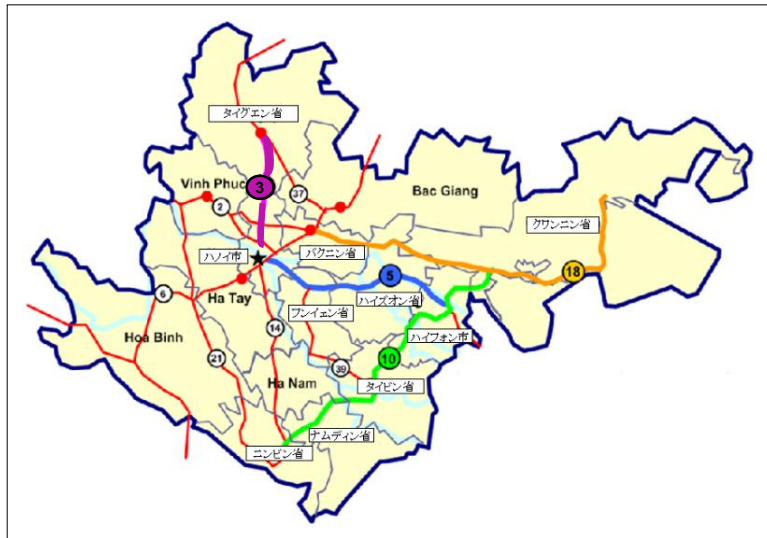 タイグエン省
Vinh Phuc
3
2
37
Bac Giang
クワンニン省
ハノイ市
バクニン省
18
5
6
Ha Tay
フンイェン省
ハイズオン省
Hoa Binh
14
ハイフォン市
21
10
39
Ha Nam
タイビン省
ナムディン省
ニンビン省